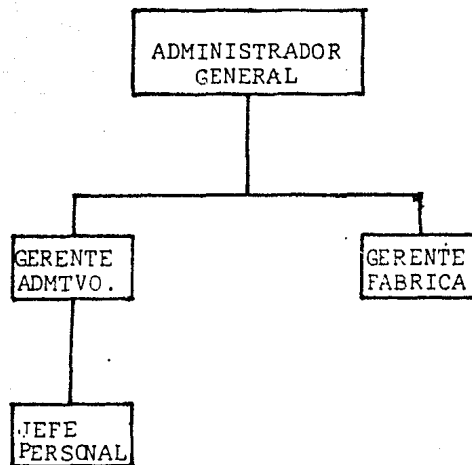 ADMINISTRADOR
GENERAL
GERENTE
ADMTVO.
GERENTE
FABRICA
JEFE
PERSONAL